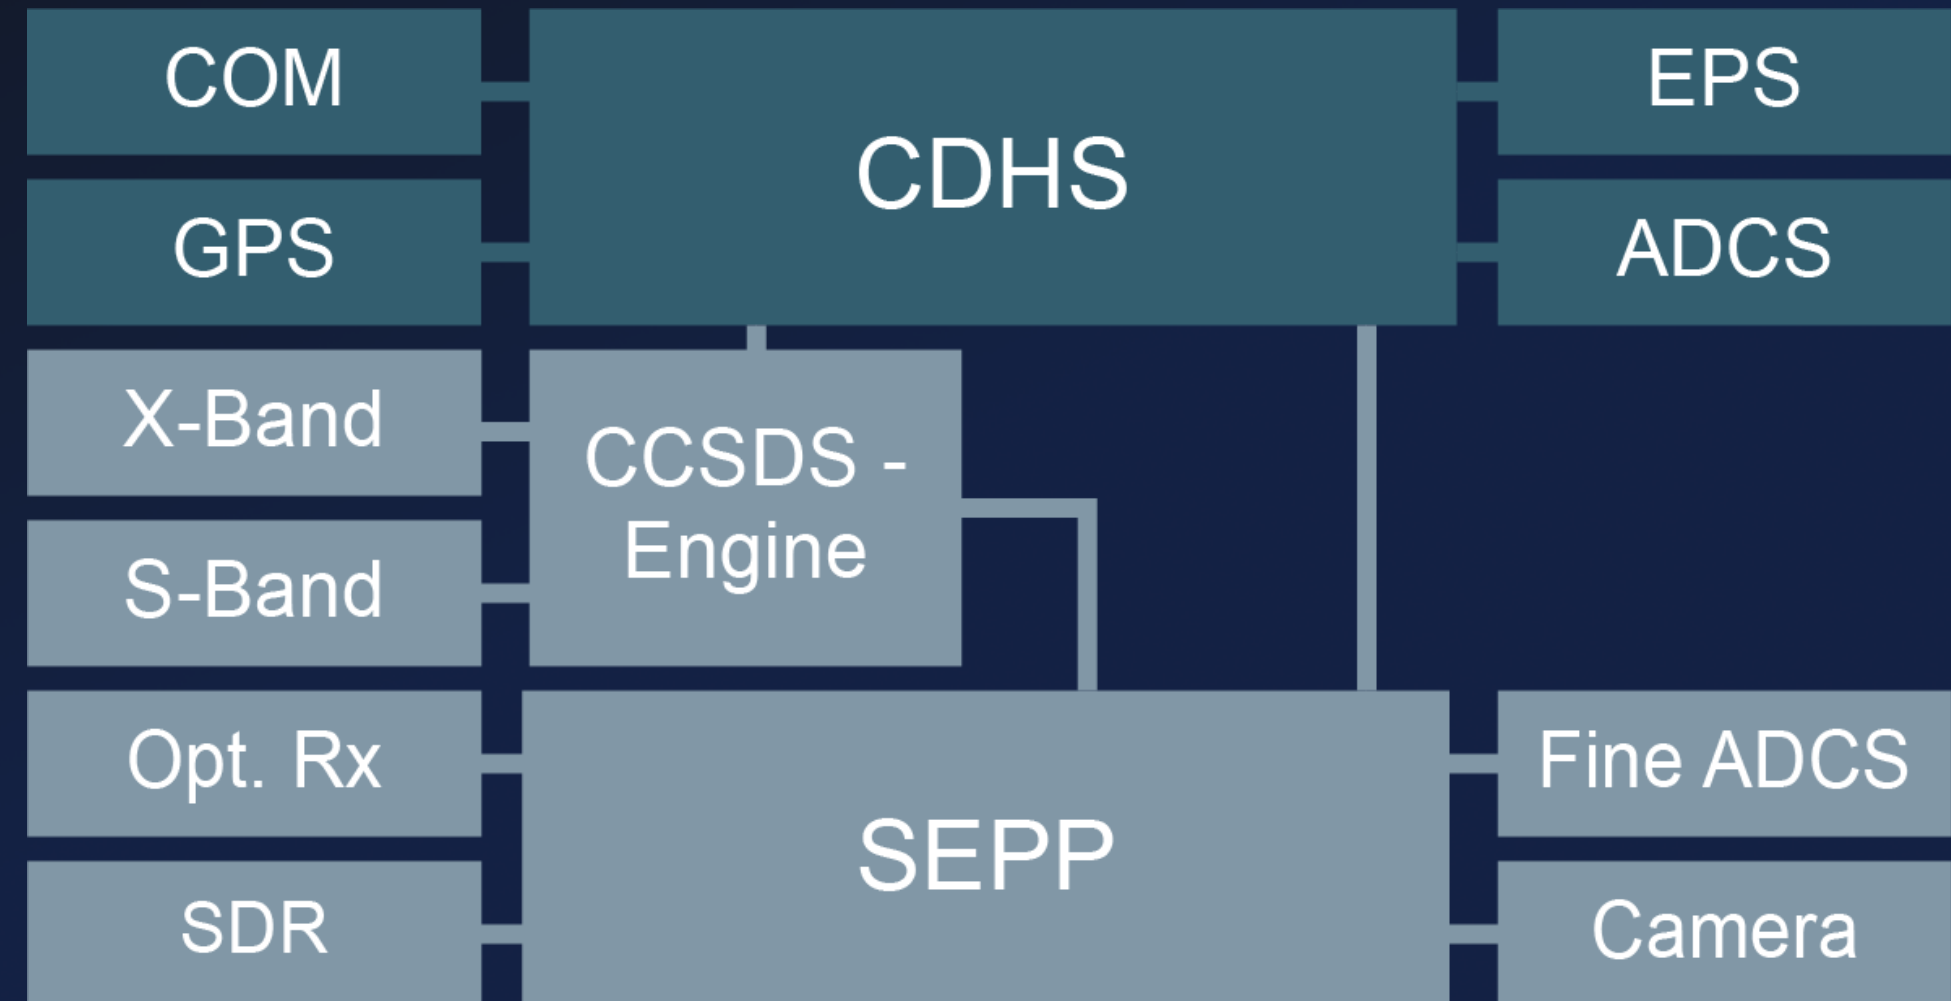 COM
CDHS
EPS
GPS
ADCS
X-Band
CCSDS -
Engine
S-Band
Opt. Rx
SEPP
Fine ADCS
SDR
Camera